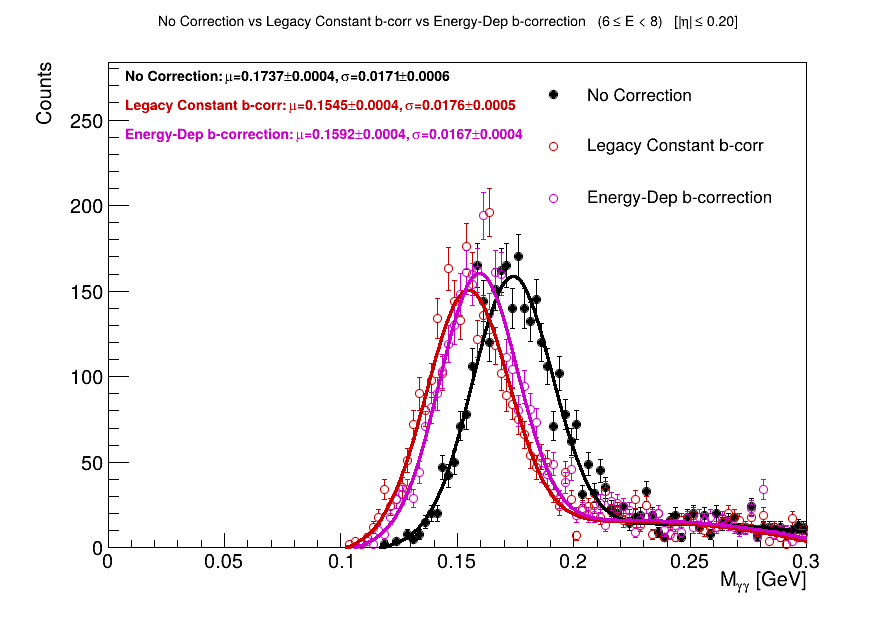 No Correction vs Legacy Constant b-corr vs Energy-Dep b-correction (6 ≤ E < 8) [|η| ≤ 0.20]
Counts
No Correction: μ=0.1737±0.0004, σ=0.0171±0.0006
Legacy Constant b-corr: μ=0.1545±0.0004, σ=0.0176±0.0005
Energy-Dep b-correction: μ=0.1592±0.0004, σ=0.0167±0.0004
No Correction
Legacy Constant b-corr
Energy-Dep b-correction
250
200
150
100
50
0
0 0.05 0.1 0.15 0.2 0.25 0.3
Mγγ [GeV]